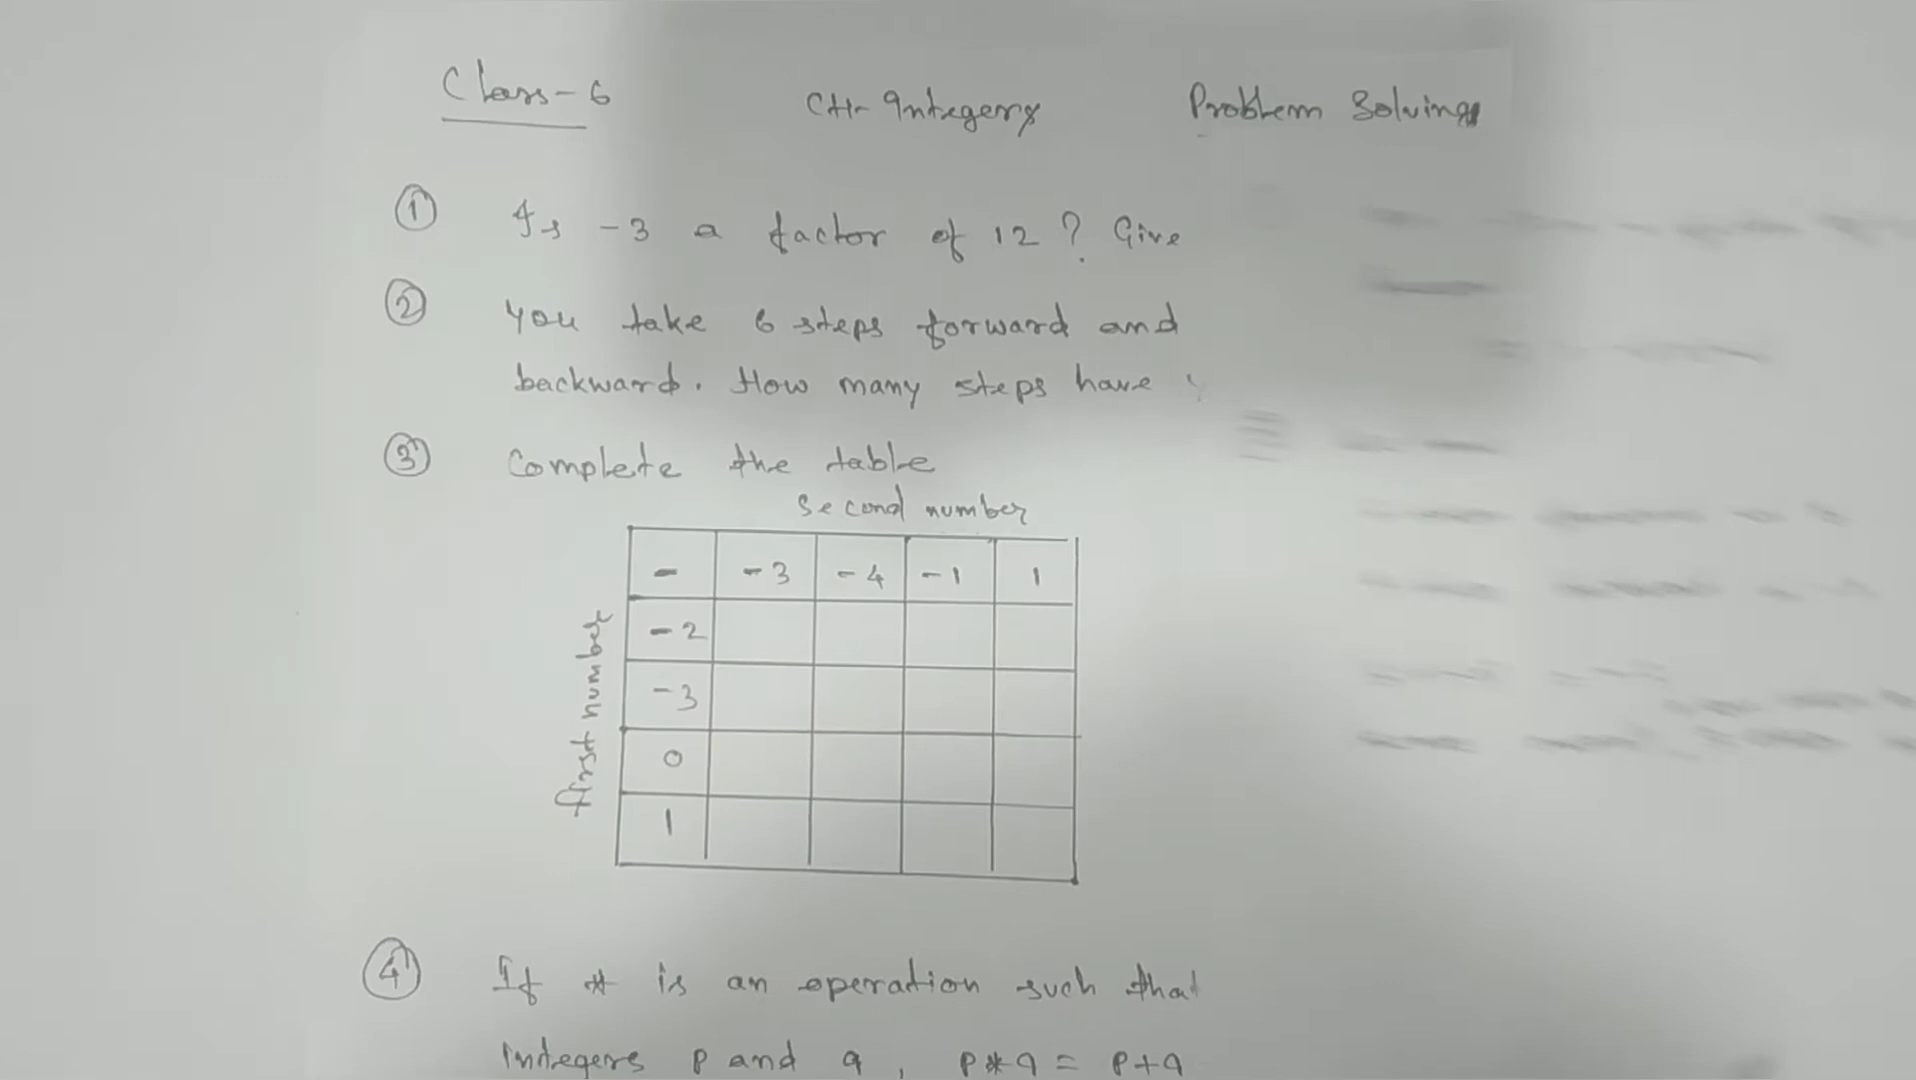 Class-6 CH- Integers Problem Solving
① Is -3 a factor of 12 ? Give
② you take 6 steps forward and
backward. How many steps have
③ Complete the table
Second number
- -3 -4 -1 1
first number
-2
-3
0
1
④ If * is an operation such that
integers p and q, p*q = p+q